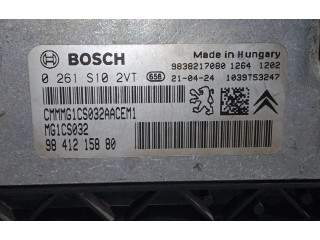 BOSCH
Made in Hungary
9838217080 1264 1202
0 261 S10 2VT 658 21-04-24 1039T53247
CMMMG1CS032AACEM1
MG1CS032
98 412 158 80